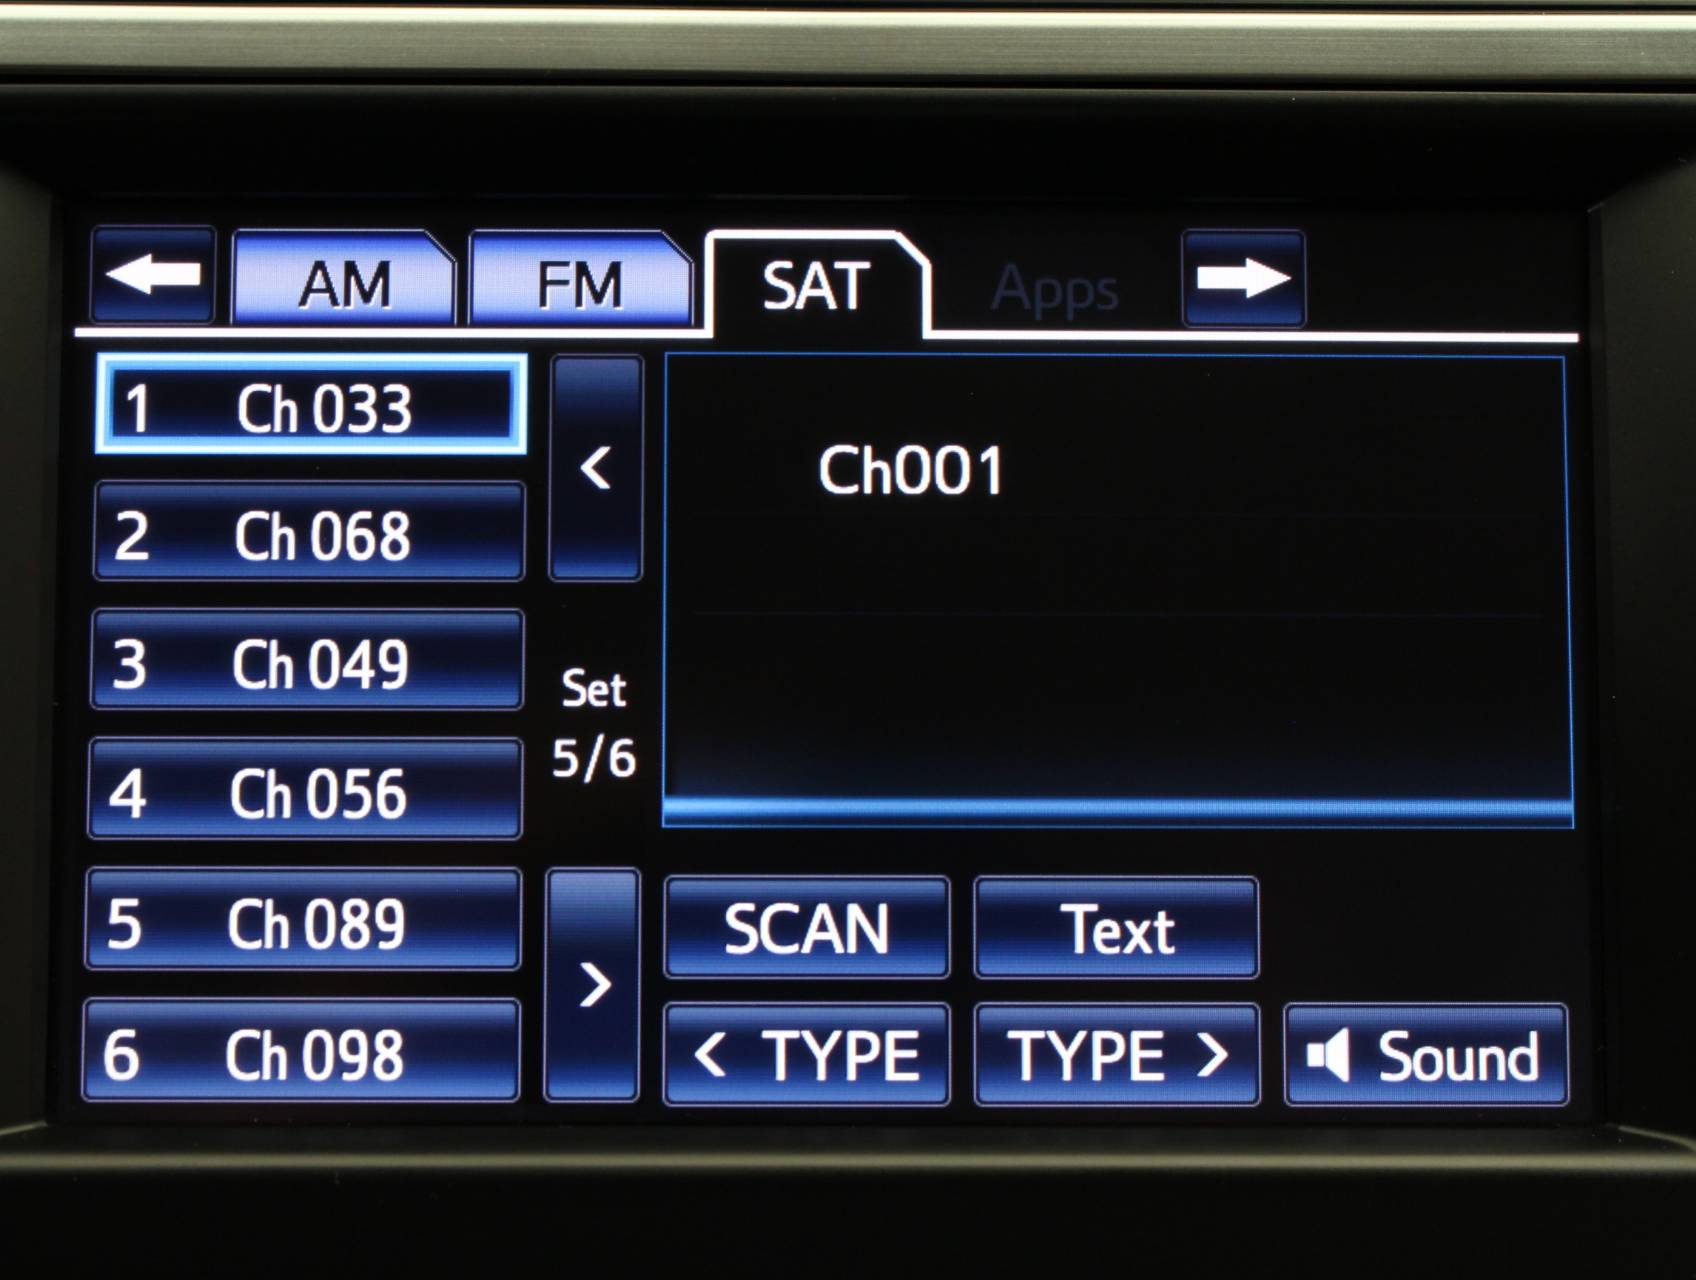 AM FM SAT Apps
1 Ch 033
2 Ch 068
3 Ch 049
4 Ch 056
5 Ch 089
6 Ch 098
<
Set
5/6
>
Ch001
SCAN Text
< TYPE TYPE > Sound